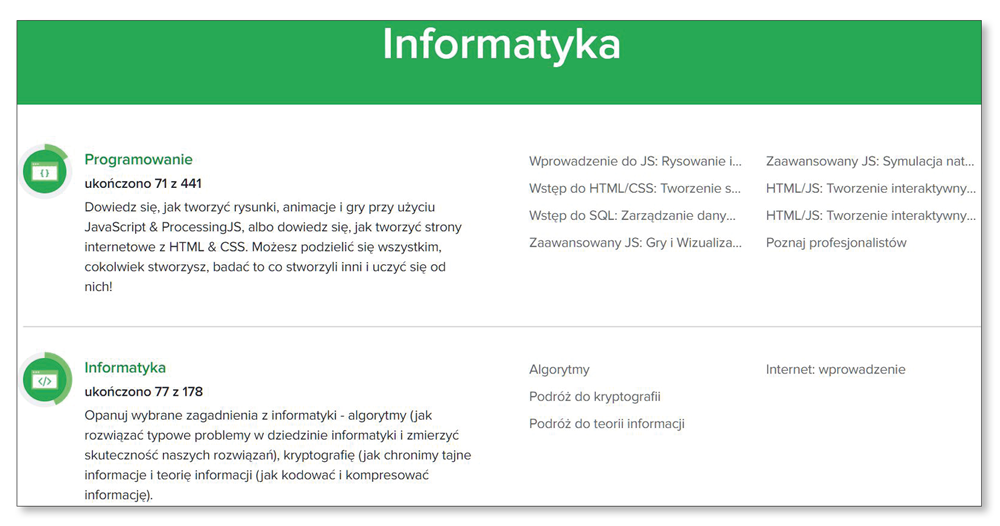 Informatyka
Programowanie
ukończono 71 z 441
Dowiedz się, jak tworzyć rysunki, animacje i gry przy użyciu
JavaScript & ProcessingJS, albo dowiedz się, jak tworzyć strony
internetowe z HTML & CSS. Możesz podzielić się wszystkim,
cokolwiek stworzysz, badać to co stworzyli inni i uczyć się od
nich!
Wprowadzenie do JS: Rysowanie i...
Wstęp do HTML/CSS: Tworzenie s...
Wstęp do SQL: Zarządzanie dany...
Zaawansowany JS: Gry i Wizualiza...
Zaawansowany JS: Symulacja nat...
HTML/JS: Tworzenie interaktywny...
HTML/JS: Tworzenie interaktywny...
Poznaj profesjonalistów
Informatyka
ukończono 77 z 178
Opanuj wybrane zagadnienia z informatyki - algorytmy (jak
rozwiązać typowe problemy w dziedzinie informatyki i zmierzyć
skuteczność naszych rozwiązań), kryptografię (jak chronimy tajne
informacje i teorię informacji (jak kodować i kompresować
informację).
Algorytmy
Podróż do kryptografii
Podróż do teorii informacji
Internet: wprowadzenie